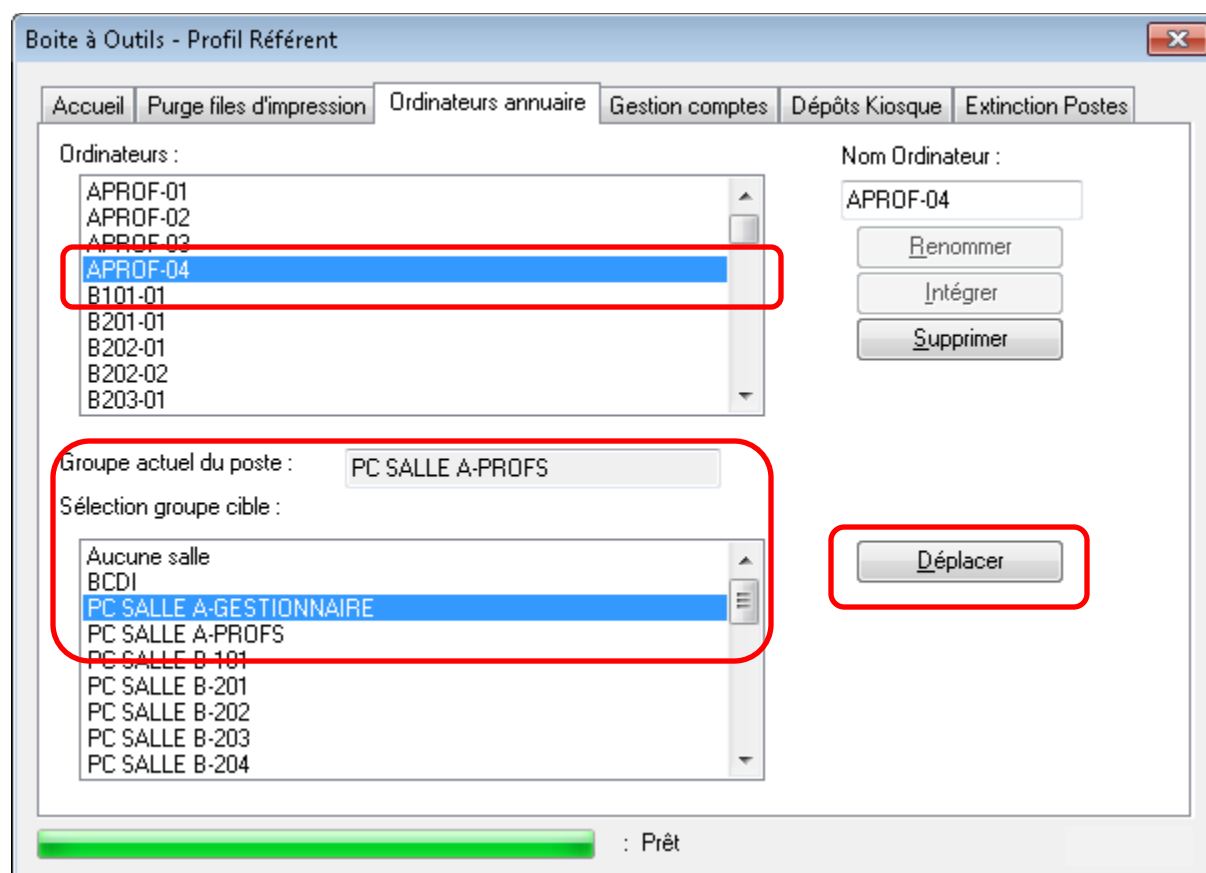 Boite à Outils - Profil Référent
Accueil Purge files d'impression Ordinateurs annuaire Gestion comptes Dépôts Kiosque Extinction Postes
Ordinateurs :
APROF-01
APROF-02
APROF-03
APROF-04
B101-01
B201-01
B202-01
B202-02
B203-01
Nom Ordinateur :
APROF-04
Renommer
Intégrer
Supprimer
Groupe actuel du poste : PC SALLE A-PROFS
Sélection groupe cible :
Aucune salle
BCDI
PC SALLE A-GESTIONNAIRE
PC SALLE A-PROFS
PC SALLE B-101
PC SALLE B-201
PC SALLE B-202
PC SALLE B-203
PC SALLE B-204
Déplacer
: Prêt